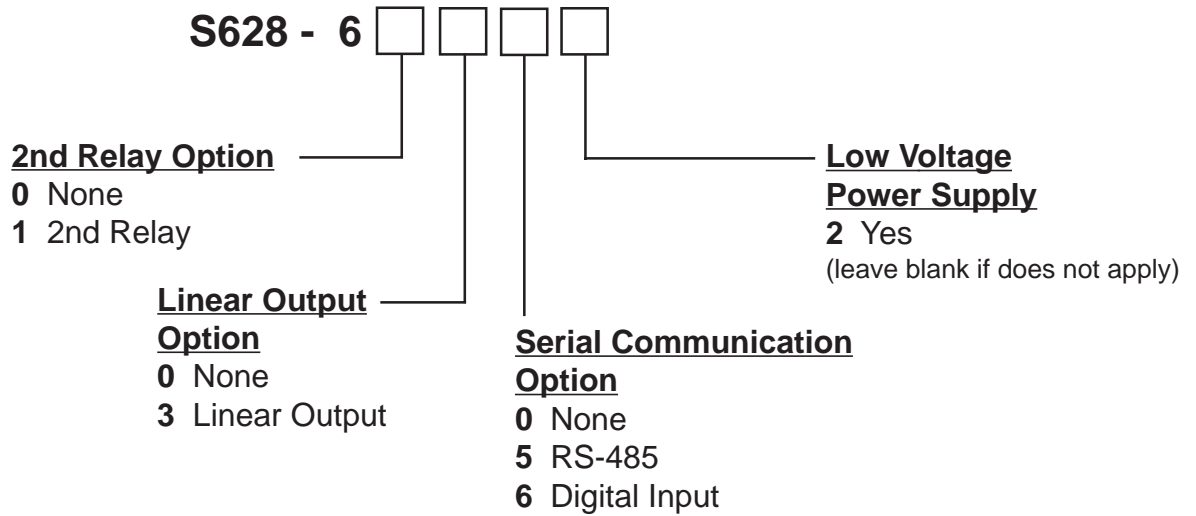 S628 - 6
2nd Relay Option
0 None
1 2nd Relay
Linear Output
Option
0 None
3 Linear Output
Serial Communication
Option
0 None
5 RS-485
6 Digital Input
Low Voltage
Power Supply
2 Yes
(leave blank if does not apply)